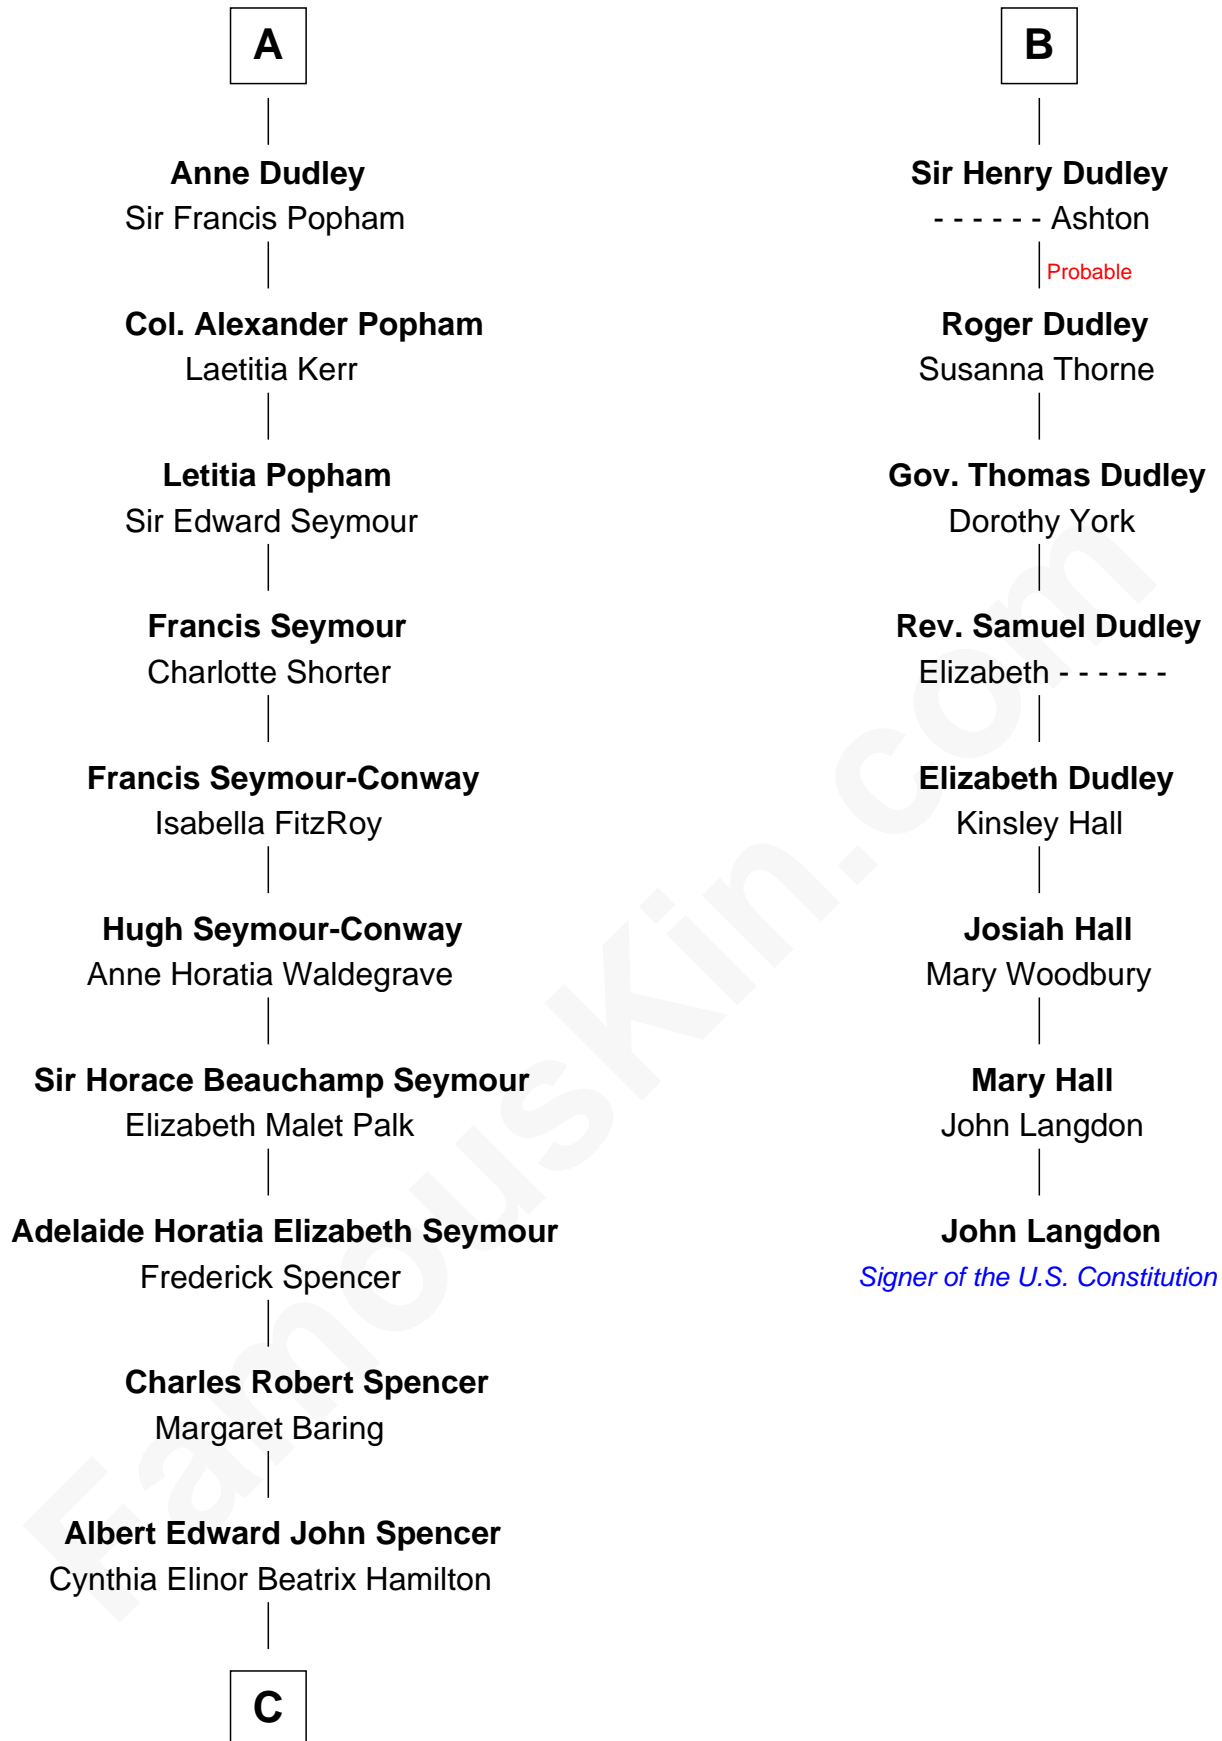 A
Anne Dudley
Sir Francis Popham
Col. Alexander Popham
Laetitia Kerr
Letitia Popham
Sir Edward Seymour
Francis Seymour
Charlotte Shorter
Francis Seymour-Conway
Isabella FitzRoy
Hugh Seymour-Conway
Anne Horatia Waldegrave
Sir Horace Beauchamp Seymour
Elizabeth Malet Palk
Adelaide Horatia Elizabeth Seymour
Frederick Spencer
Charles Robert Spencer
Margaret Baring
Albert Edward John Spencer
Cynthia Elinor Beatrix Hamilton
C
B
Sir Henry Dudley
- - - - - - Ashton
Probable
Roger Dudley
Susanna Thorne
Gov. Thomas Dudley
Dorothy York
Rev. Samuel Dudley
Elizabeth - - - - - -
Elizabeth Dudley
Kinsley Hall
Josiah Hall
Mary Woodbury
Mary Hall
John Langdon
John Langdon
Signer of the U.S. Constitution
FamousKin.com